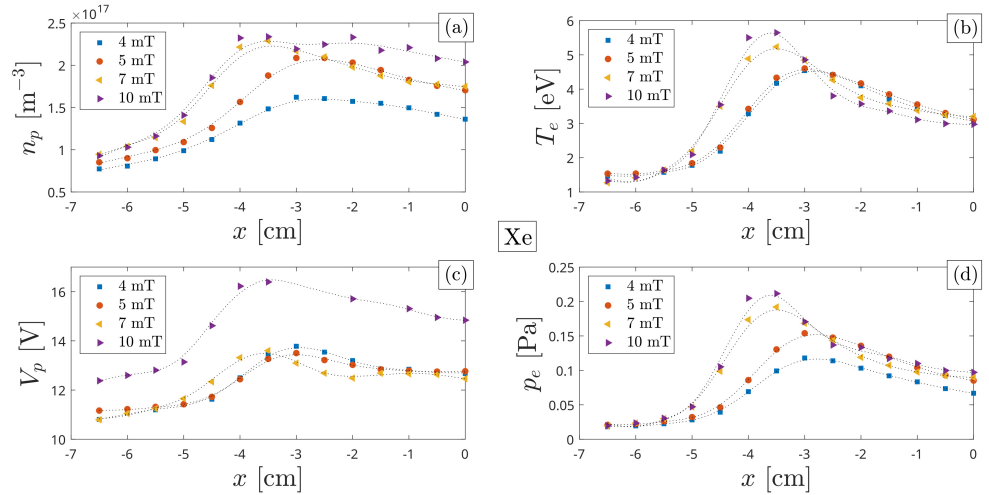 ×10^17
(a)
4 mT
5 mT
7 mT
10 mT
2.5
2
1.5
1
0.5
n_p [m^−3]
-7 -6 -5 -4 -3 -2 -1 0
x [cm]
(b)
4 mT
5 mT
7 mT
10 mT
6
5
4
3
2
1
T_e [eV]
-7 -6 -5 -4 -3 -2 -1 0
x [cm]
Xe
(c)
4 mT
5 mT
7 mT
10 mT
16
14
12
10
V_p [V]
-7 -6 -5 -4 -3 -2 -1 0
x [cm]
(d)
4 mT
5 mT
7 mT
10 mT
0.25
0.2
0.15
0.1
0.05
0
p_e [Pa]
-7 -6 -5 -4 -3 -2 -1 0
x [cm]